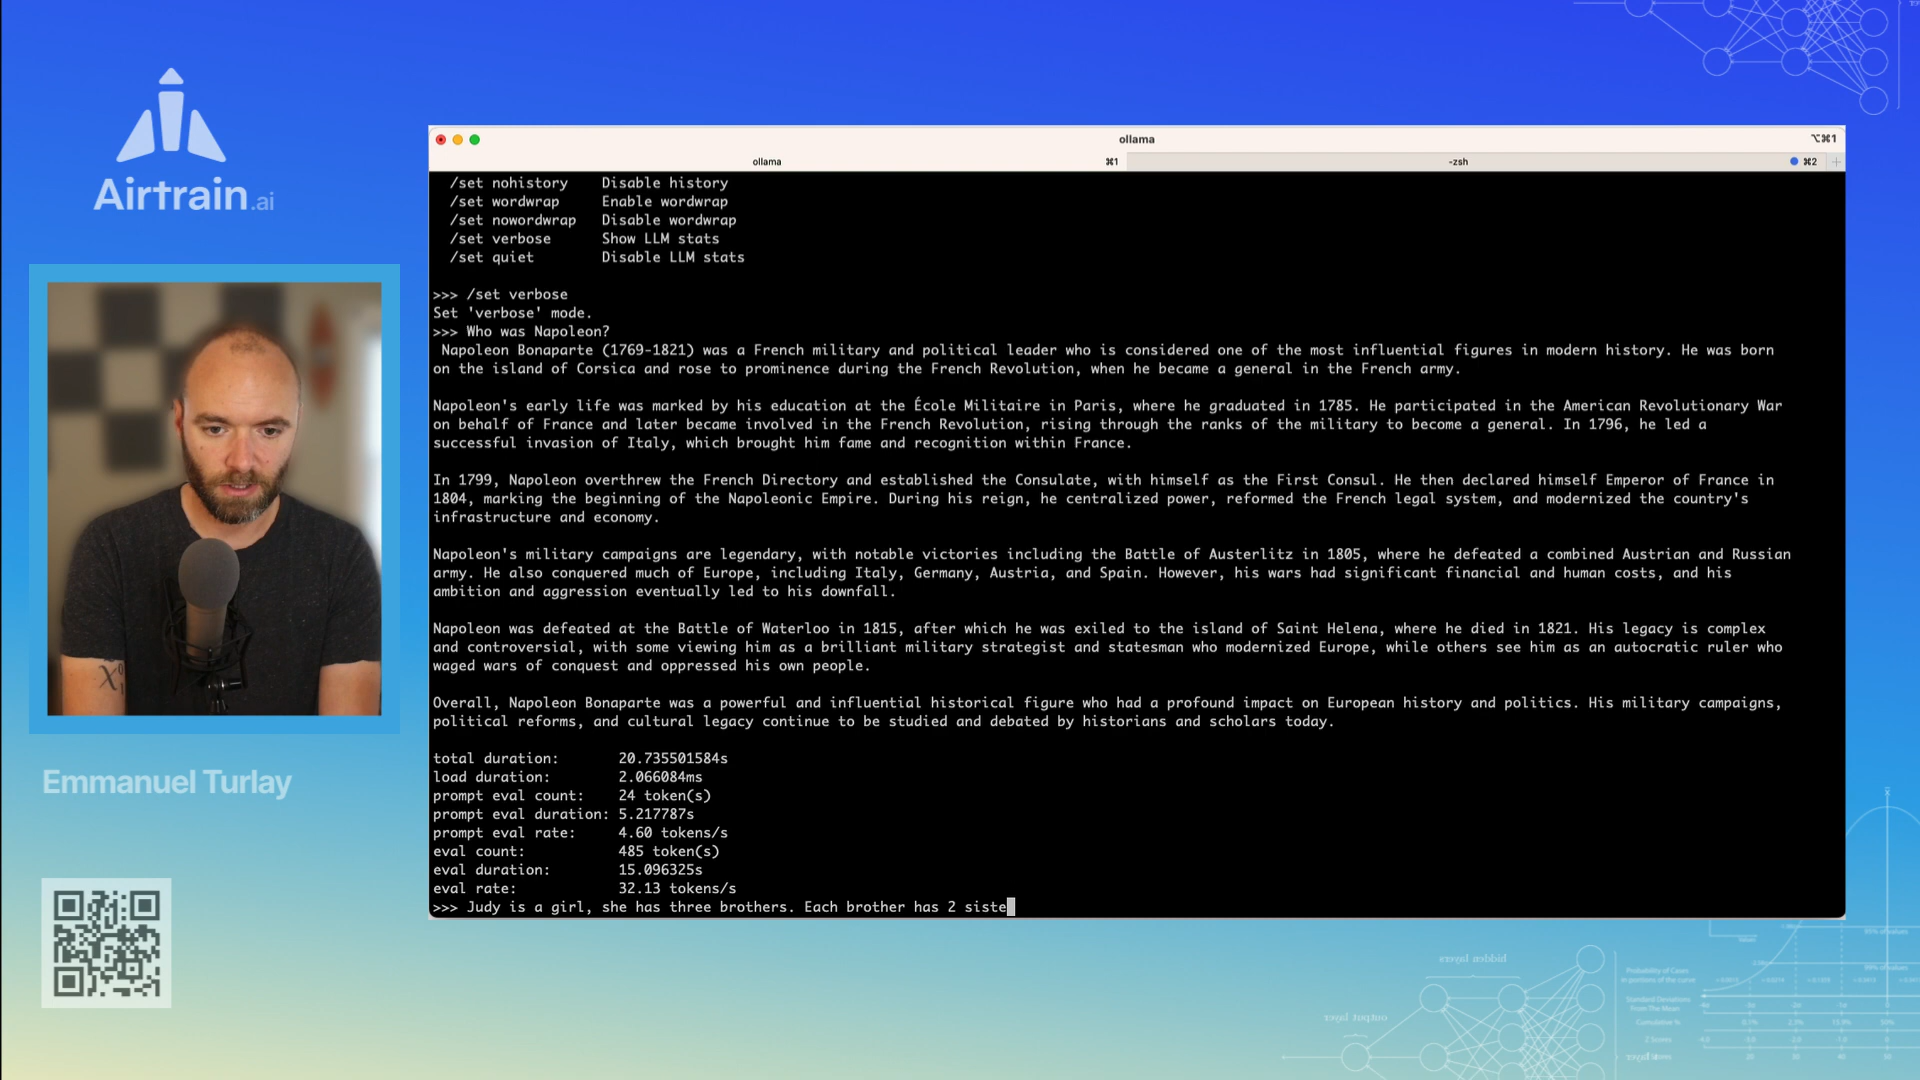 Airtrain.ai
Emmanuel Turlay
ollama
⌥⌘1
ollama ⌘1 -zsh ⌘2 +
/set nohistory Disable history
/set wordwrap Enable wordwrap
/set nowordwrap Disable wordwrap
/set verbose Show LLM stats
/set quiet Disable LLM stats
>>> /set verbose
Set 'verbose' mode.
>>> Who was Napoleon?
Napoleon Bonaparte (1769-1821) was a French military and political leader who is considered one of the most influential figures in modern history. He was born
on the island of Corsica and rose to prominence during the French Revolution, when he became a general in the French army.
Napoleon's early life was marked by his education at the École Militaire in Paris, where he graduated in 1785. He participated in the American Revolutionary War
on behalf of France and later became involved in the French Revolution, rising through the ranks of the military to become a general. In 1796, he led a
successful invasion of Italy, which brought him fame and recognition within France.
In 1799, Napoleon overthrew the French Directory and established the Consulate, with himself as the First Consul. He then declared himself Emperor of France in
1804, marking the beginning of the Napoleonic Empire. During his reign, he centralized power, reformed the French legal system, and modernized the country's
infrastructure and economy.
Napoleon's military campaigns are legendary, with notable victories including the Battle of Austerlitz in 1805, where he defeated a combined Austrian and Russian
army. He also conquered much of Europe, including Italy, Germany, Austria, and Spain. However, his wars had significant financial and human costs, and his
ambition and aggression eventually led to his downfall.
Napoleon was defeated at the Battle of Waterloo in 1815, after which he was exiled to the island of Saint Helena, where he died in 1821. His legacy is complex
and controversial, with some viewing him as a brilliant military strategist and statesman who modernized Europe, while others see him as an autocratic ruler who
waged wars of conquest and oppressed his own people.
Overall, Napoleon Bonaparte was a powerful and influential historical figure who had a profound impact on European history and politics. His military campaigns,
political reforms, and cultural legacy continue to be studied and debated by historians and scholars today.
total duration: 20.735501584s
load duration: 2.066084ms
prompt eval count: 24 token(s)
prompt eval duration: 5.217787s
prompt eval rate: 4.60 tokens/s
eval count: 485 token(s)
eval duration: 15.096325s
eval rate: 32.13 tokens/s
>>> Judy is a girl, she has three brothers. Each brother has 2 siste
hidden layers
output layer
Probability of Cases
in portions of the curve
Standard Deviations
From The Mean
Cumulative %
Z Scores